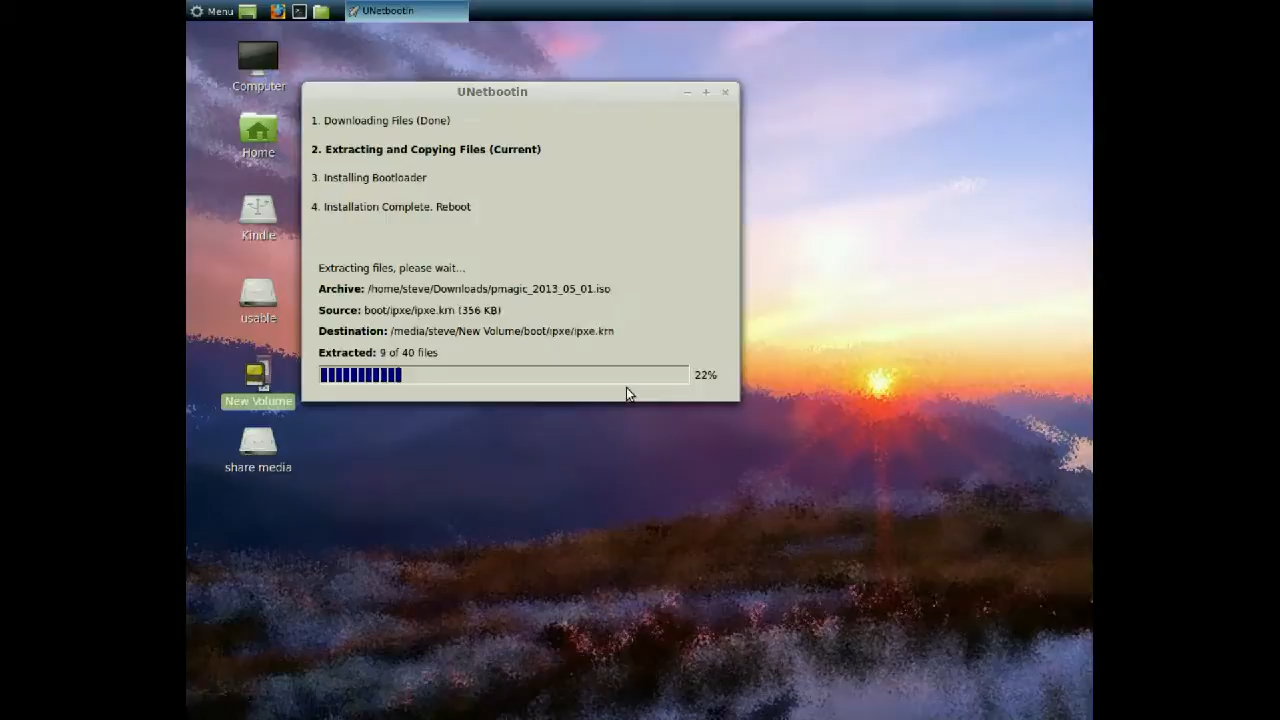 Menu
UNetbootin
Computer
Home
Kindle
usable
New Volume
share media
UNetbootin
1. Downloading Files (Done)
2. Extracting and Copying Files (Current)
3. Installing Bootloader
4. Installation Complete. Reboot
Extracting files, please wait...
Archive: /home/steve/Downloads/pmagic_2013_05_01.iso
Source: boot/ipxe/ipxe.krn (356 KB)
Destination: /media/steve/New Volume/boot/ipxe/ipxe.krn
Extracted: 9 of 40 files
22%